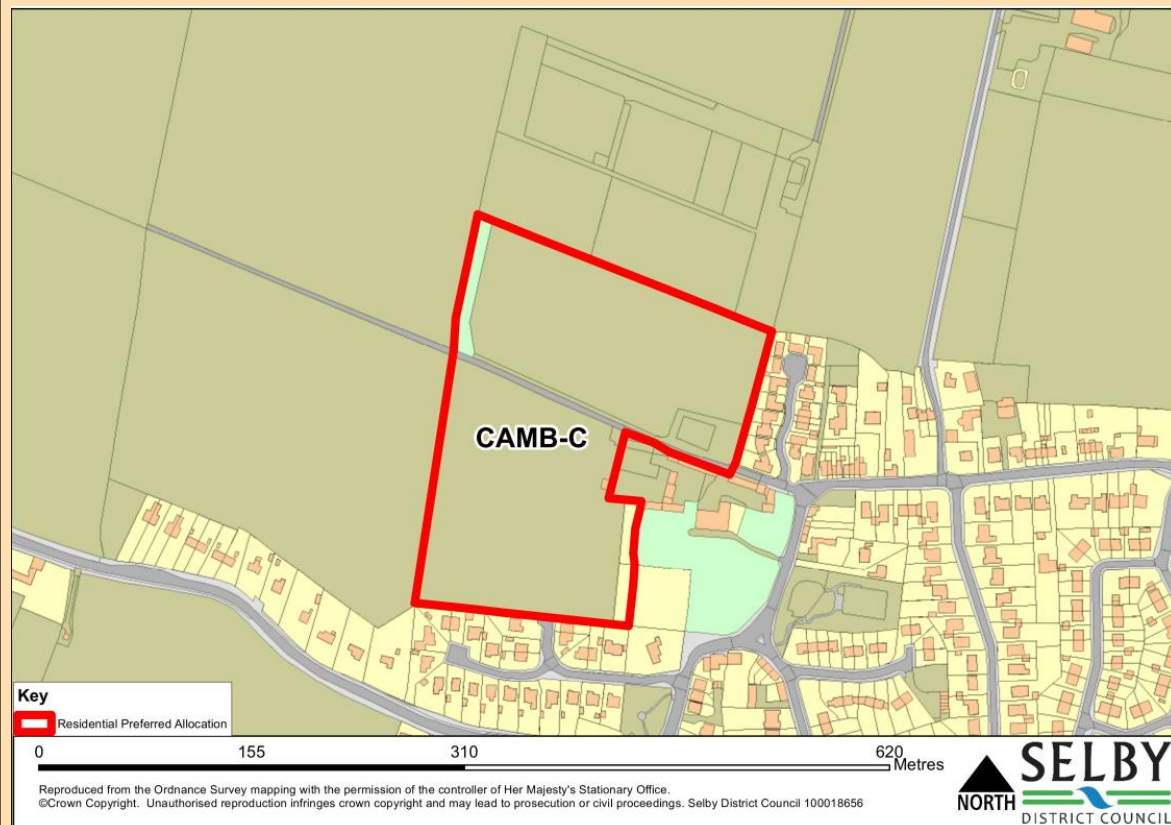 CAMB-C
Key
Residential Preferred Allocation
0 155 310 620
Metres
Reproduced from the Ordnance Survey mapping with the permission of the controller of Her Majesty's Stationary Office.
©Crown Copyright. Unauthorised reproduction infringes crown copyright and may lead to prosecution or civil proceedings. Selby District Council 100018656
NORTH
SELBY
DISTRICT COUNCIL